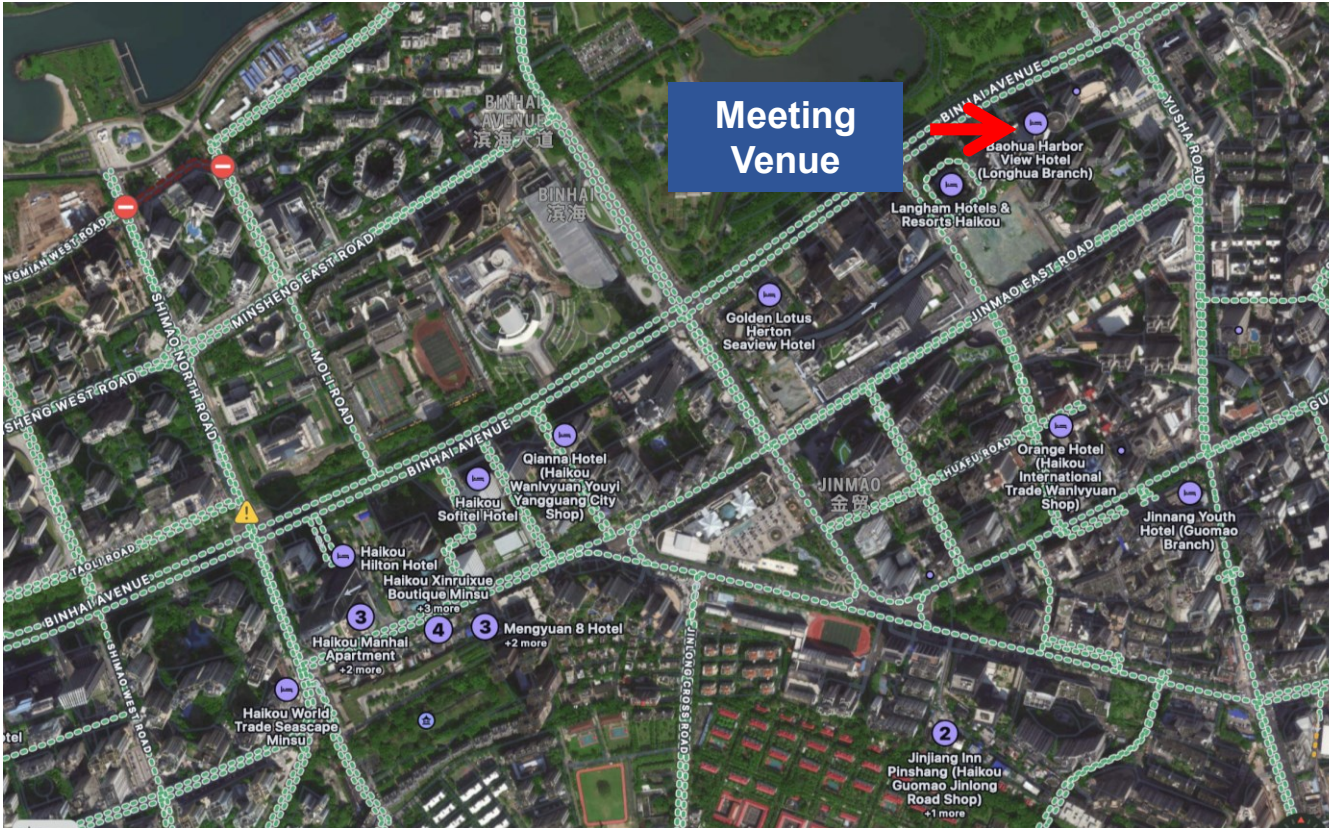 Meeting
Venue
BINHAI
AVENUE
滨海大道
BINHAI
滨海
BINHAI AVENUE
YUSHA ROAD
Baohua Harbor
View Hotel
(Longhua Branch)
Langham Hotels &
Resorts Haikou
NGMIAN WEST ROAD
SHIMAO NORTH ROAD
MINSHENG EAST ROAD
MOLI ROAD
SHENG WEST ROAD
Golden Lotus
Herton
Seaview Hotel
JINMAO EAST ROAD
BINHAI AVENUE
Qianna Hotel
(Haikou
Wanlvyuan Youyi
Yangguang City
Shop)
Haikou
Sofitel Hotel
JINMAO
金贸
HUAFU ROAD
Orange Hotel
(Haikou
International
Trade Wanlvyuan
Shop)
GU
Jinnang Youth
Hotel (Guomao
Branch)
TAOLI ROAD
BINHAI AVENUE
Haikou
Hilton Hotel
Haikou Xinruixue
Boutique Minsu
+3 more
4
3
Mengyuan 8 Hotel
+2 more
3
Haikou Manhai
Apartment
+2 more
SHIMAO WEST ROAD
Haikou World
Trade Seascape
Minsu
otel
JINLONG CROSS ROAD
2
Jinjiang Inn
Pinshang (Haikou
Guomao Jinlong
Road Shop)
+1 more